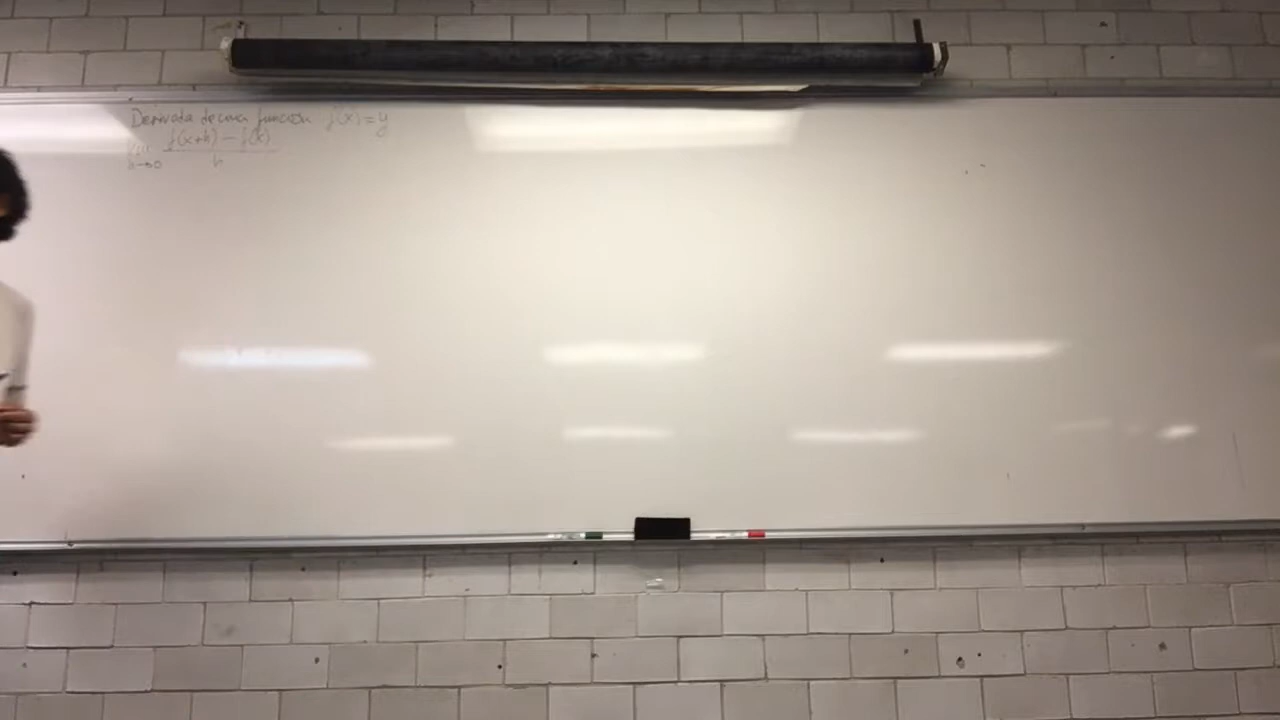 Derivada de una función f(x)=y
lim f(x+h) - f(x)
h→0 h